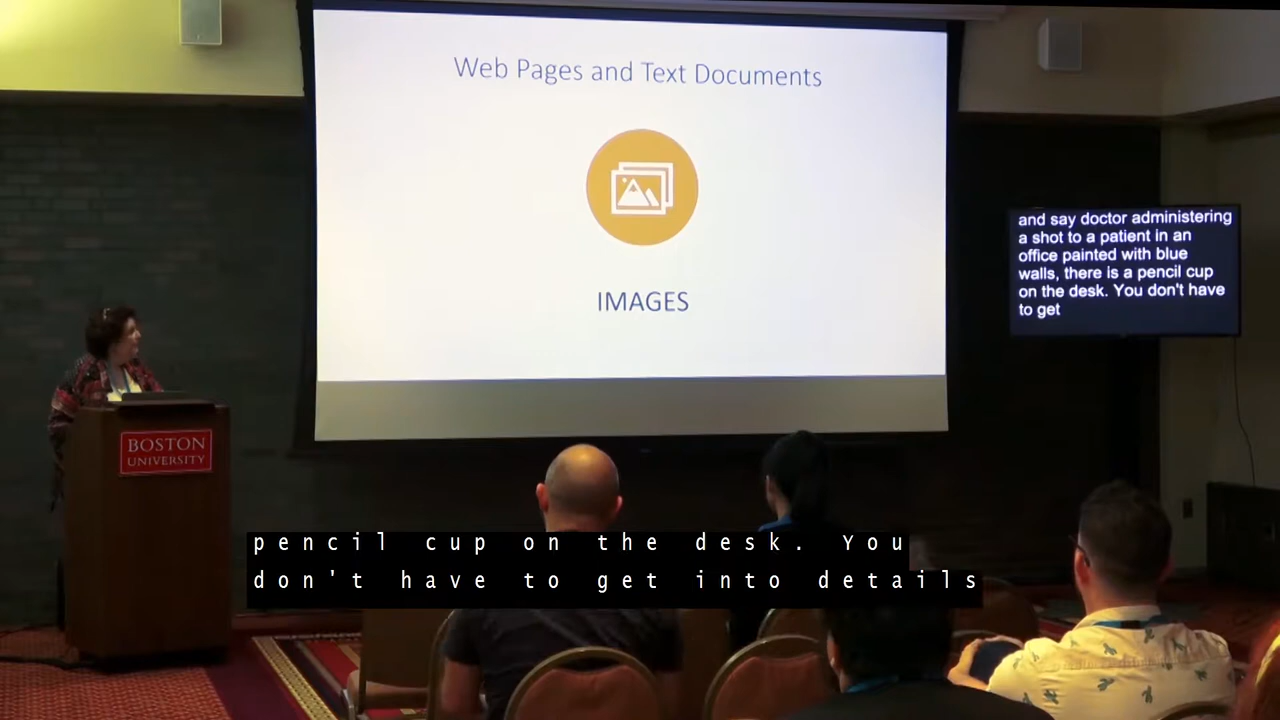 Web Pages and Text Documents
IMAGES
and say doctor administering
a shot to a patient in an
office painted with blue
walls, there is a pencil cup
on the desk. You don't have
to get
BOSTON
UNIVERSITY
pencil cup on the desk. You
don't have to get into details